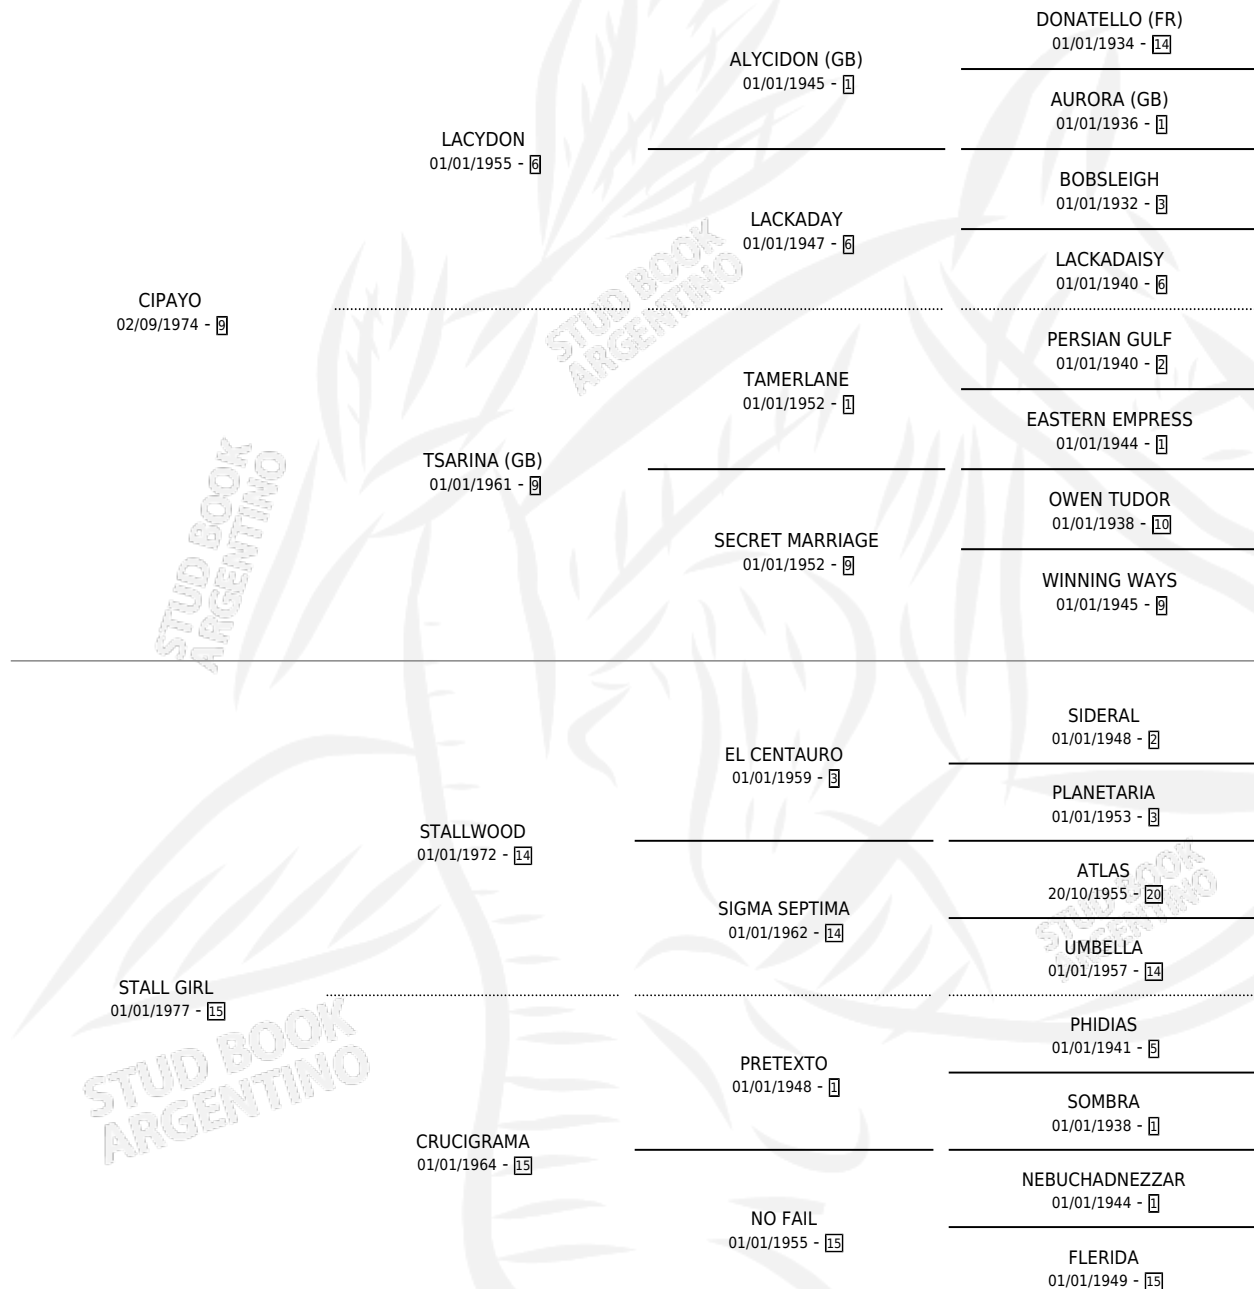 DONATELLO (FR)
01/01/1934 - 14
ALYCIDON (GB)
01/01/1945 - 1
AURORA (GB)
01/01/1936 - 1
LACYDON
01/01/1955 - 6
BOBSLEIGH
01/01/1932 - 3
LACKADAY
01/01/1947 - 6
LACKADAISY
01/01/1940 - 6
CIPAYO
02/09/1974 - 9
PERSIAN GULF
01/01/1940 - 2
TAMERLANE
01/01/1952 - 1
EASTERN EMPRESS
01/01/1944 - 1
TSARINA (GB)
01/01/1961 - 9
OWEN TUDOR
01/01/1938 - 10
SECRET MARRIAGE
01/01/1952 - 9
WINNING WAYS
01/01/1945 - 9
SIDERAL
01/01/1948 - 2
EL CENTAURO
01/01/1959 - 3
PLANETARIA
01/01/1953 - 3
STALLWOOD
01/01/1972 - 14
ATLAS
20/10/1955 - 20
SIGMA SEPTIMA
01/01/1962 - 14
UMBELLA
01/01/1957 - 14
STALL GIRL
01/01/1977 - 15
PHIDIAS
01/01/1941 - 5
PRETEXTO
01/01/1948 - 1
SOMBRA
01/01/1938 - 1
CRUCIGRAMA
01/01/1964 - 15
NEBUCHADNEZZAR
01/01/1944 - 1
NO FAIL
01/01/1955 - 15
FLERIDA
01/01/1949 - 15
STUD BOOK
ARGENTINO
STUD BOOK
ARGENTINO
STUD BOOK
ARGENTINO
STUD BOOK
ARGENTINO